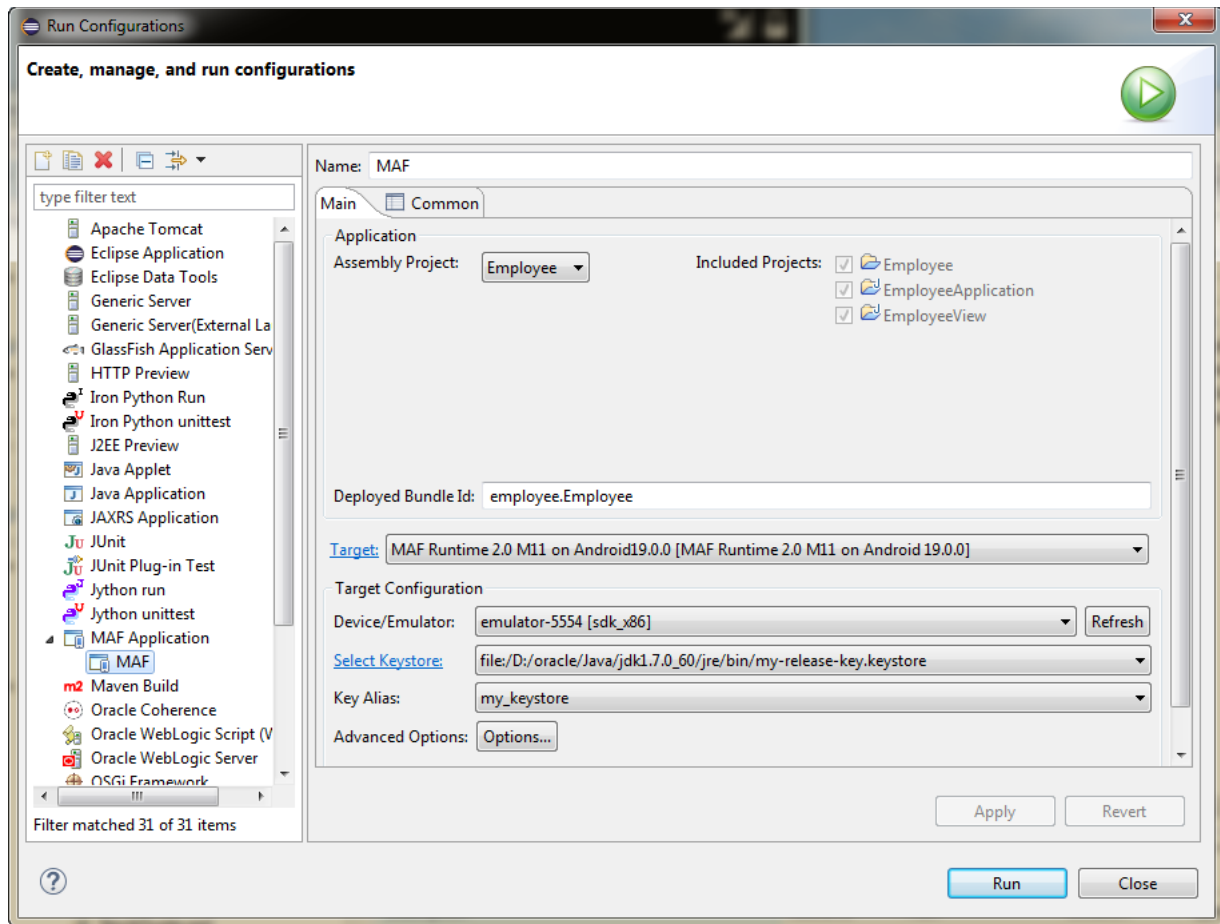 Run Configurations
Create, manage, and run configurations
type filter text
Apache Tomcat
Eclipse Application
Eclipse Data Tools
Generic Server
Generic Server(External La
GlassFish Application Serv
HTTP Preview
Iron Python Run
Iron Python unittest
J2EE Preview
Java Applet
Java Application
JAXRS Application
JUnit
JUnit Plug-in Test
Jython run
Jython unittest
MAF Application
MAF
m2 Maven Build
Oracle Coherence
Oracle WebLogic Script (W
Oracle WebLogic Server
OSGi Framework
Filter matched 31 of 31 items
Name: MAF
Main Common
Application
Assembly Project: Employee Included Projects: Employee
EmployeeApplication
EmployeeView
Deployed Bundle Id: employee.Employee
Target: MAF Runtime 2.0 M11 on Android19.0.0 [MAF Runtime 2.0 M11 on Android 19.0.0]
Target Configuration
Device/Emulator: emulator-5554 [sdk_x86] Refresh
Select Keystore: file:/D:/oracle/Java/jdk1.7.0_60/jre/bin/my-release-key.keystore
Key Alias: my_keystore
Advanced Options: Options...
Apply Revert
Run Close